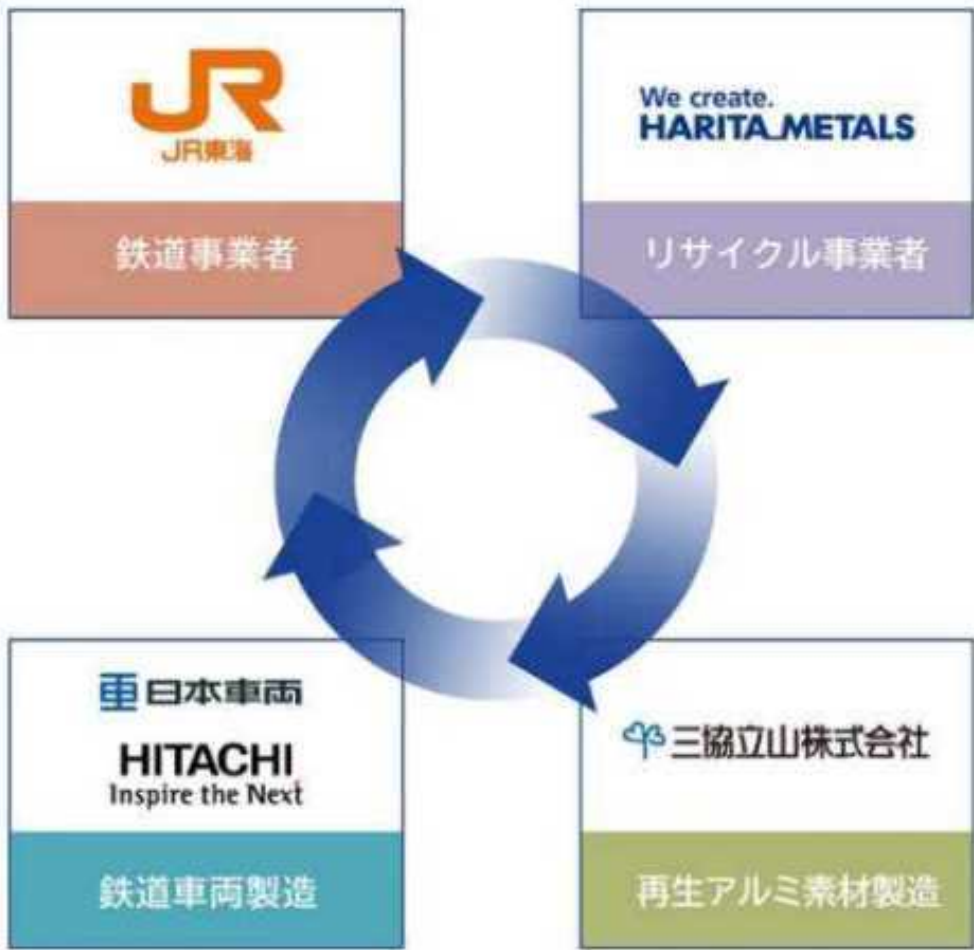 JR
JR東海
鉄道事業者
We create.
HARITA METALS
リサイクル事業者
日本車両
HITACHI
Inspire the Next
鉄道車両製造
三協立山株式会社
再生アルミ素材製造